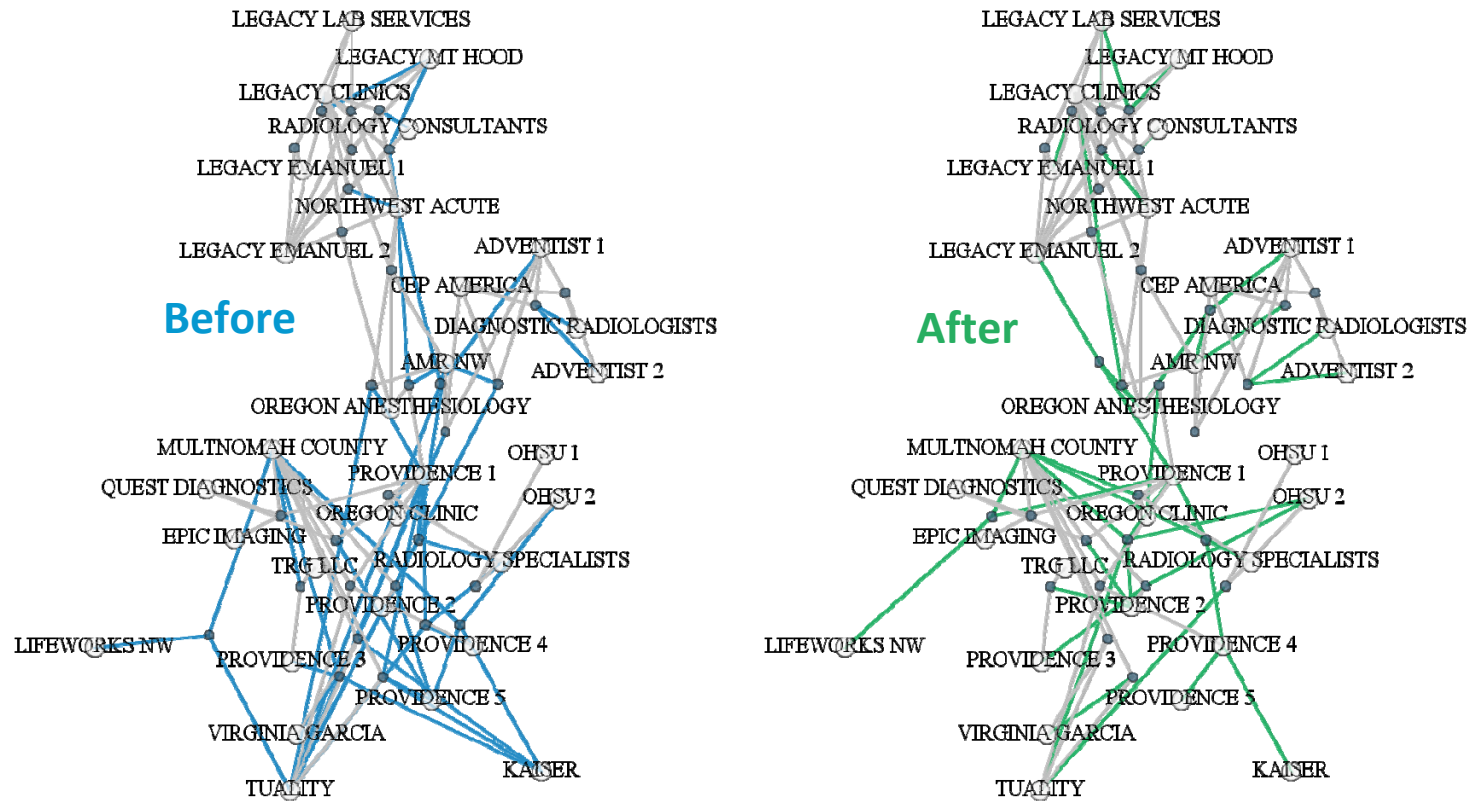 LEGACY LAB SERVICES
LEGACY MT HOOD
LEGACY CLINICS
RADIOLOGY CONSULTANTS
LEGACY EMANUEL 1
NORTHWEST ACUTE
LEGACY EMANUEL 2
ADVENTIST 1
CEP AMERICA
Before
DIAGNOSTIC RADIOLOGISTS
AMR NW
ADVENTIST 2
OREGON ANESTHESIOLOGY
MULTNOMAH COUNTY
OHSU 1
PROVIDENCE 1
QUEST DIAGNOSTICS
OHSU 2
OREGON CLINIC
EPIC IMAGING
RADIOLOGY SPECIALISTS
TRG LLC
PROVIDENCE 2
LIFEWORKS NW
PROVIDENCE 4
PROVIDENCE 3
PROVIDENCE 5
VIRGINIA GARCIA
KAISER
TUALITY
LEGACY LAB SERVICES
LEGACY MT HOOD
LEGACY CLINICS
RADIOLOGY CONSULTANTS
LEGACY EMANUEL 1
NORTHWEST ACUTE
LEGACY EMANUEL 2
ADVENTIST 1
CEP AMERICA
After
DIAGNOSTIC RADIOLOGISTS
AMR NW
ADVENTIST 2
OREGON ANESTHESIOLOGY
MULTNOMAH COUNTY
OHSU 1
PROVIDENCE 1
QUEST DIAGNOSTICS
OHSU 2
OREGON CLINIC
EPIC IMAGING
RADIOLOGY SPECIALISTS
TRG LLC
PROVIDENCE 2
LIFEWORKS NW
PROVIDENCE 4
PROVIDENCE 3
PROVIDENCE 5
VIRGINIA GARCIA
KAISER
TUALITY